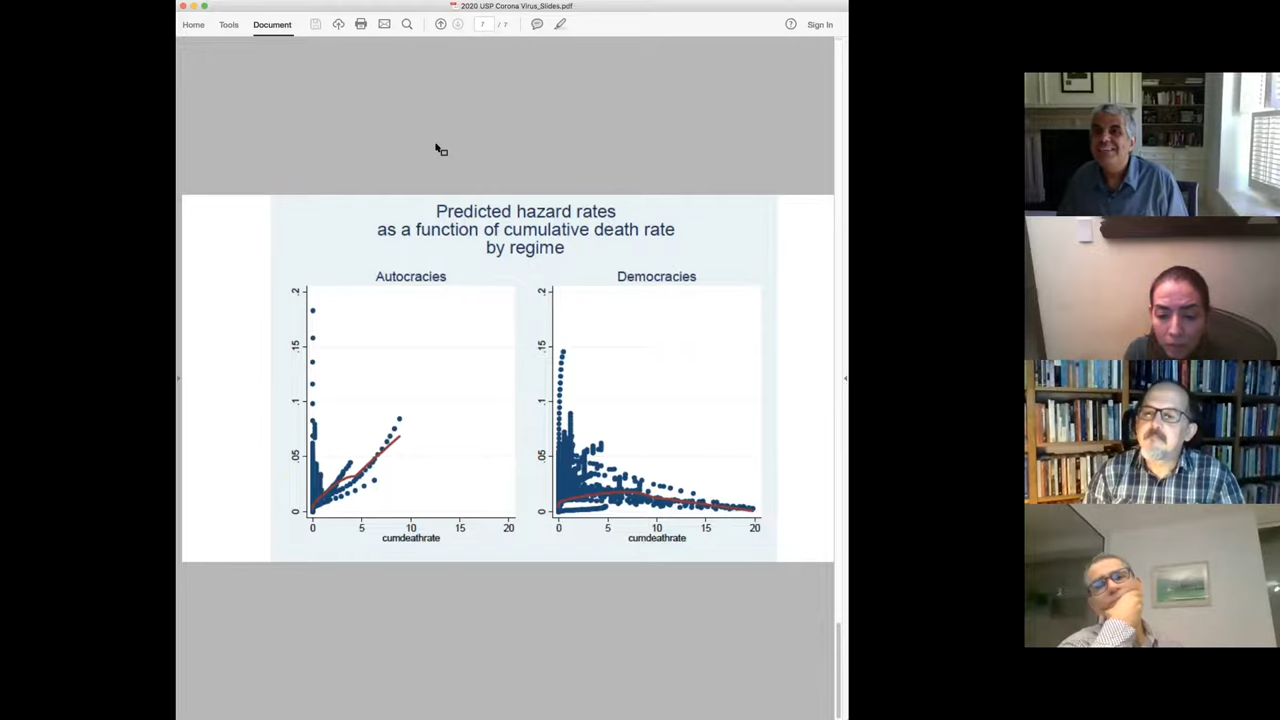 2020 USP Corona Virus_Slides.pdf
Home Tools Document 7 / 7 Sign In
Predicted hazard rates
as a function of cumulative death rate
by regime
Autocracies Democracies
.2 .2
.15 .15
.1 .1
.05 .05
0 0
0 5 10 15 20 0 5 10 15 20
cumdeathrate cumdeathrate